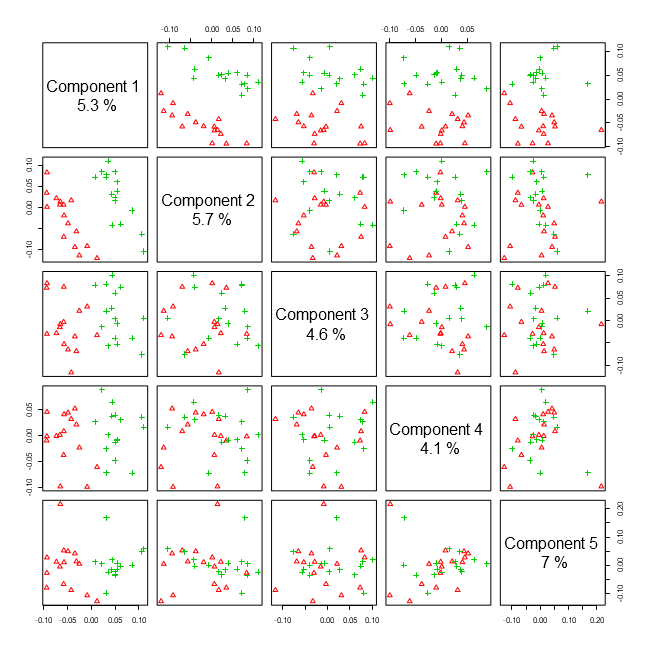 -0.10 0.00 0.05 0.10
-0.10 -0.05 0.00 0.05
Component 1
5.3 %
-0.10 0.00 0.05 0.10
-0.10 0.00 0.05 0.10
Component 2
5.7 %
Component 3
4.6 %
-0.10 0.00 0.05 0.10
-0.10 -0.05 0.00 0.05
Component 4
4.1 %
Component 5
7 %
-0.10 0.00 0.10 0.20
-0.10 -0.05 0.00 0.05 0.10
-0.10 0.00 0.05 0.10
-0.10 0.00 0.10 0.20